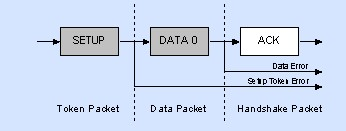 SETUP
DATA 0
ACK
Data Error
Setup Token Error
Token Packet
Data Packet
Handshake Packet